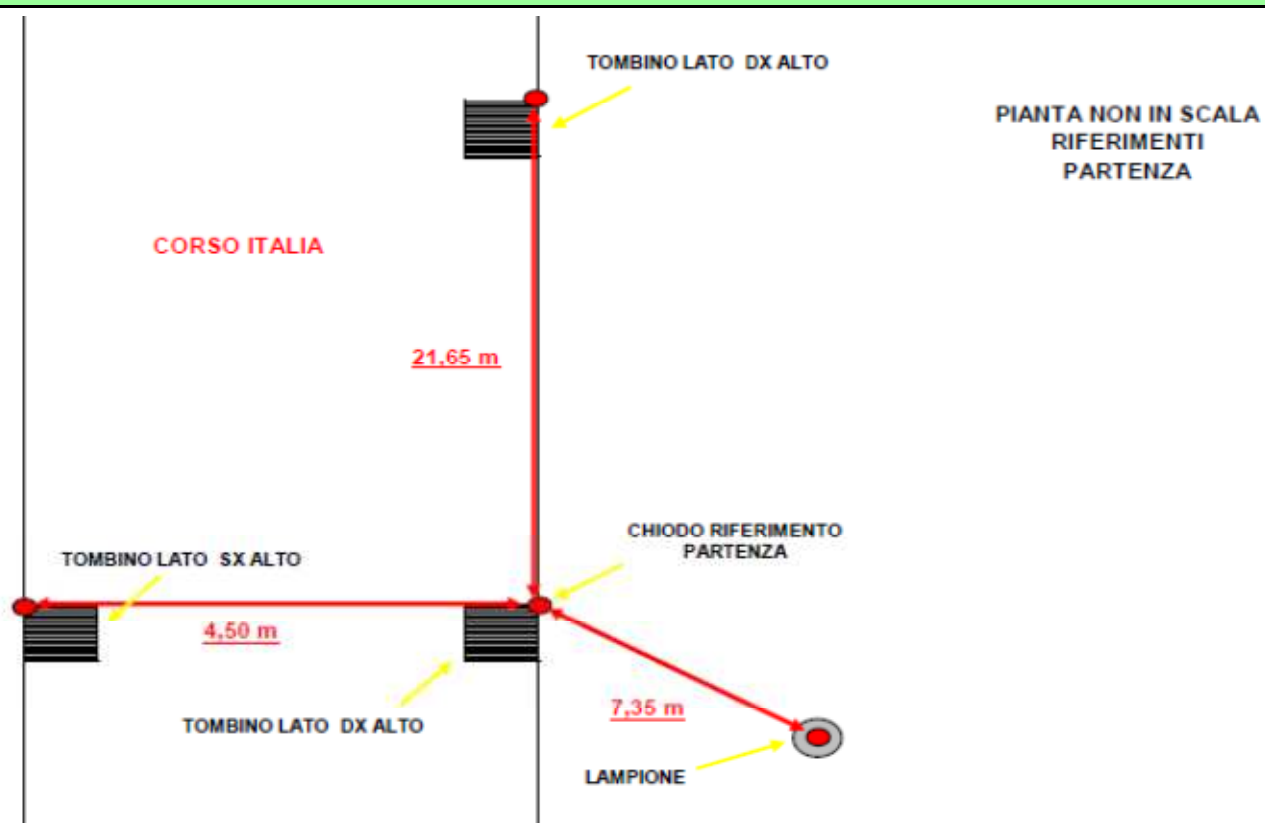 TOMBINO LATO DX ALTO
PIANTA NON IN SCALA
RIFERIMENTI
PARTENZA
CORSO ITALIA
21,65 m
CHIODO RIFERIMENTO
PARTENZA
TOMBINO LATO SX ALTO
4,50 m
7,35 m
TOMBINO LATO DX ALTO
LAMPIONE